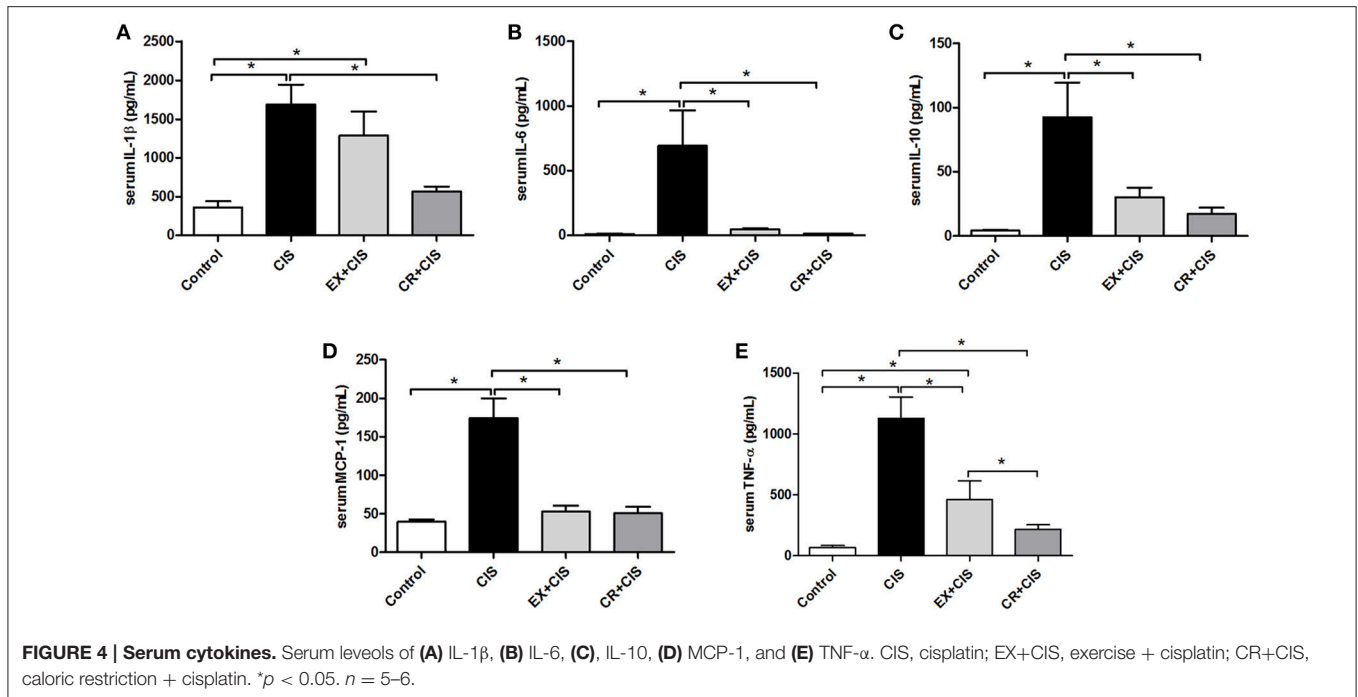 A
serum IL-1β (pg/mL)
2500
2000
1500
1000
500
0
* * *
Control CIS EX+CIS CR+CIS
B
serum IL-6 (pg/mL)
1500
1000
500
0
* * *
Control CIS EX+CIS CR+CIS
C
serum IL-10 (pg/mL)
150
100
50
0
* * *
Control CIS EX+CIS CR+CIS
D
serum MCP-1 (pg/mL)
250
200
150
100
50
0
* * *
Control CIS EX+CIS CR+CIS
E
serum TNF-α (pg/mL)
1500
1000
500
0
* * * * *
Control CIS EX+CIS CR+CIS
FIGURE 4 | Serum cytokines. Serum leveols of (A) IL-1β, (B) IL-6, (C), IL-10, (D) MCP-1, and (E) TNF-α. CIS, cisplatin; EX+CIS, exercise + cisplatin; CR+CIS,
caloric restriction + cisplatin. *p < 0.05. n = 5–6.